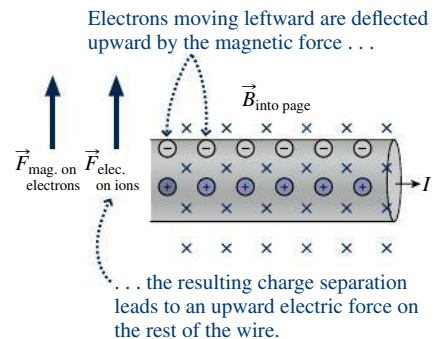 Electrons moving leftward are deflected
upward by the magnetic force . . .
B⃗ into page
F⃗ mag. on electrons
F⃗ elec. on ions
I
. . . the resulting charge separation
leads to an upward electric force on
the rest of the wire.